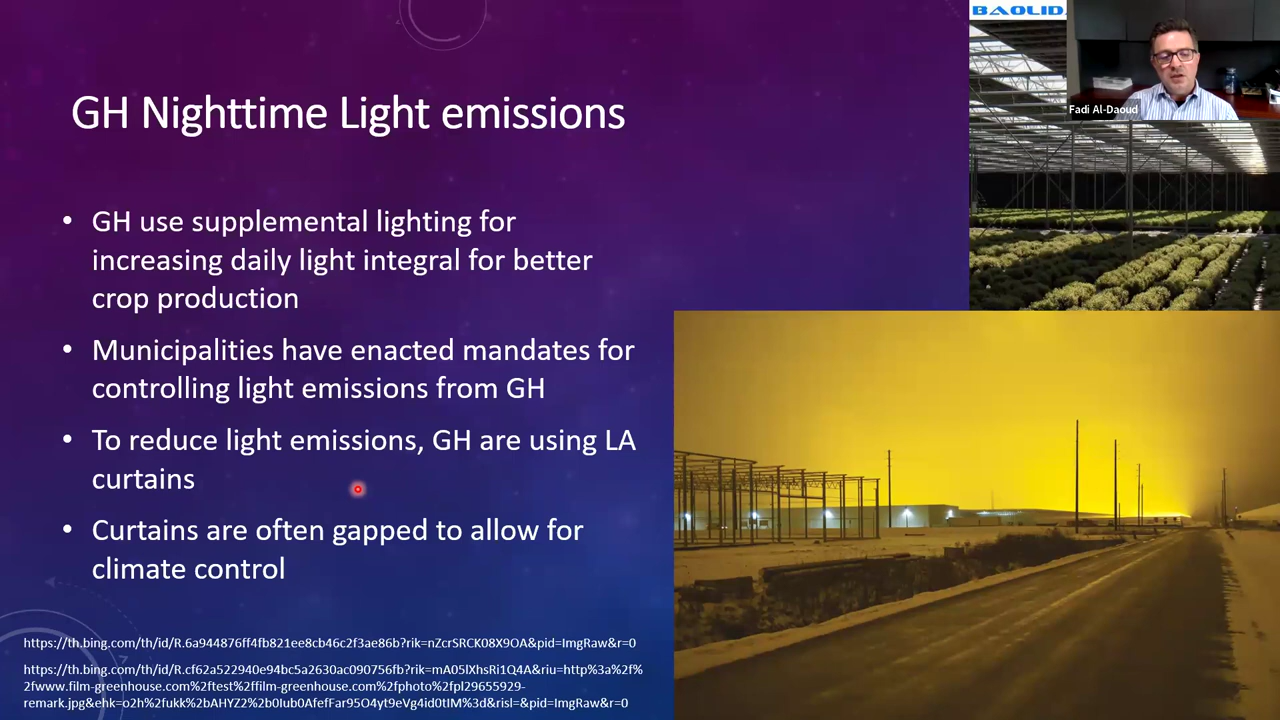 BAOLID
Fadi Al-Daoud
GH Nighttime Light emissions
• GH use supplemental lighting for
increasing daily light integral for better
crop production
• Municipalities have enacted mandates for
controlling light emissions from GH
• To reduce light emissions, GH are using LA
curtains
• Curtains are often gapped to allow for
climate control
https://th.bing.com/th/id/R.6a944876ff4fb821ee8cb46c2f3ae86b?rik=nZcrSRCK08X9OA&pid=ImgRaw&r=0
https://th.bing.com/th/id/R.cf62a522940e94bc5a2630ac090756fb?rik=mA05lXhsRi1Q4A&riu=http%3a%2f%
2fwww.film-greenhouse.com%2ftest%2ffilm-greenhouse.com%2fphoto%2fpl29655929-
remark.jpg&ehk=o2h%2fukk%2bAHYZ2%2b0Iub0AfefFar95O4yt9eVg4id0tIM%3d&risl=&pid=ImgRaw&r=0